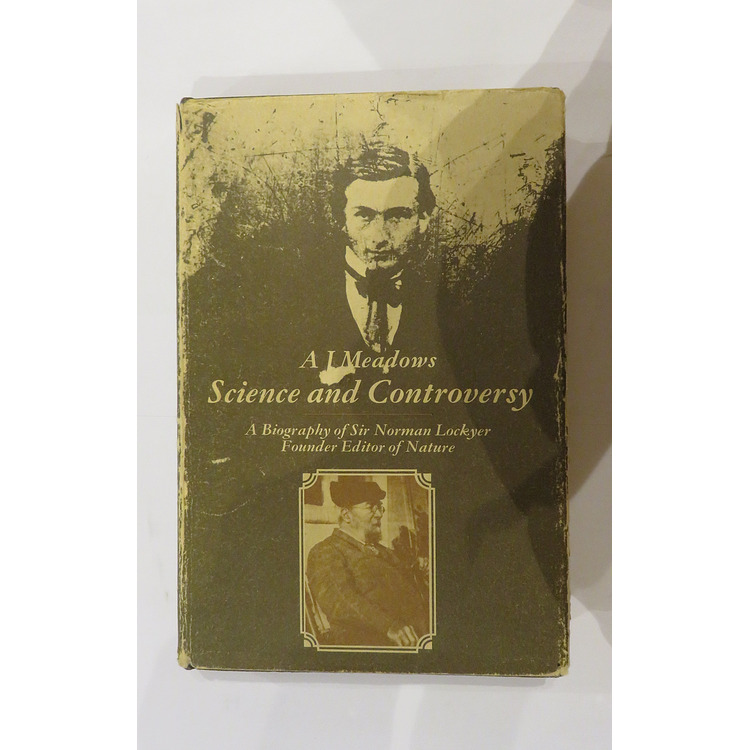 A J Meadows
Science and Controversy
A Biography of Sir Norman Lockyer
Founder Editor of Nature